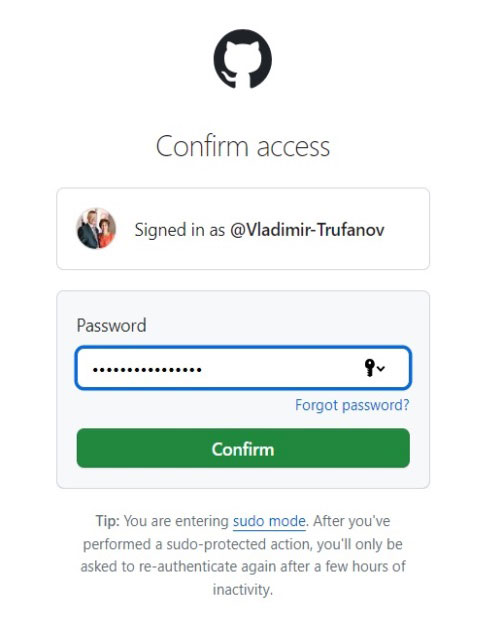 Confirm access
Signed in as @Vladimir-Trufanov
Password
••••••••••••••••
Forgot password?
Confirm
Tip: You are entering sudo mode. After you've
performed a sudo-protected action, you'll only be
asked to re-authenticate again after a few hours of
inactivity.